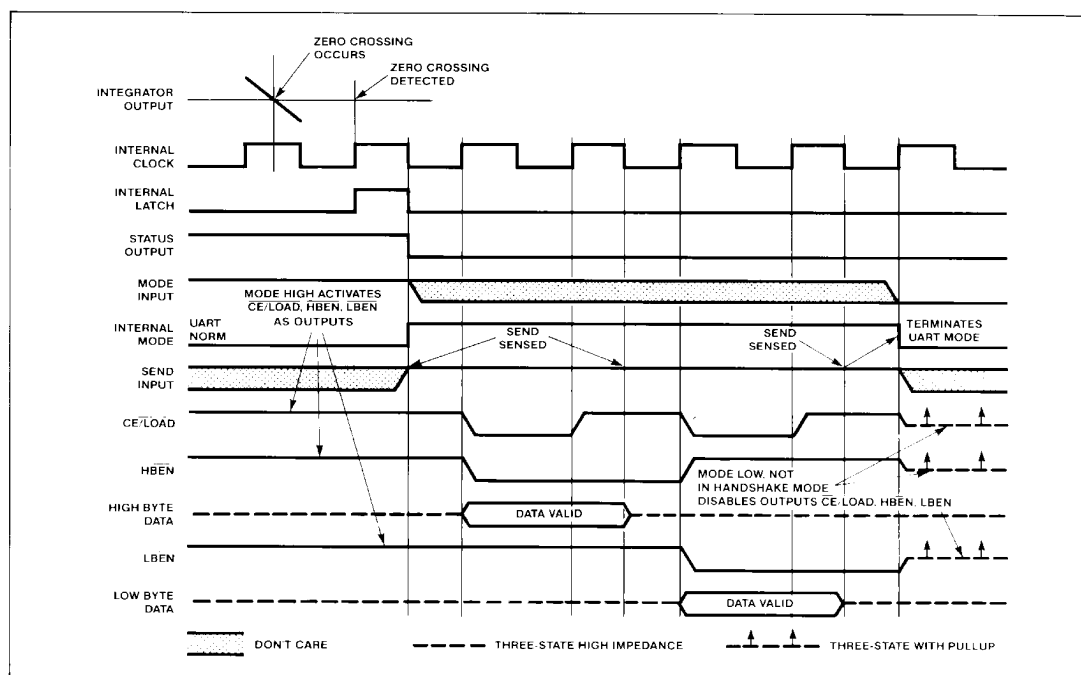 ZERO CROSSING
OCCURS
ZERO CROSSING
DETECTED
INTEGRATOR
OUTPUT
INTERNAL
CLOCK
INTERNAL
LATCH
STATUS
OUTPUT
MODE
INPUT
MODE HIGH ACTIVATES
CE/LOAD, HBEN, LBEN
AS OUTPUTS
INTERNAL
MODE
UART
NORM
SEND
SENSED
SEND
SENSED
TERMINATES
UART MODE
SEND
INPUT
CE/LOAD
HBEN
MODE LOW, NOT
IN HANDSHAKE MODE
DISABLES OUTPUTS CE/LOAD, HBEN, LBEN
HIGH BYTE
DATA
DATA VALID
LBEN
LOW BYTE
DATA
DATA VALID
DON'T CARE
THREE-STATE HIGH IMPEDANCE
THREE-STATE WITH PULLUP